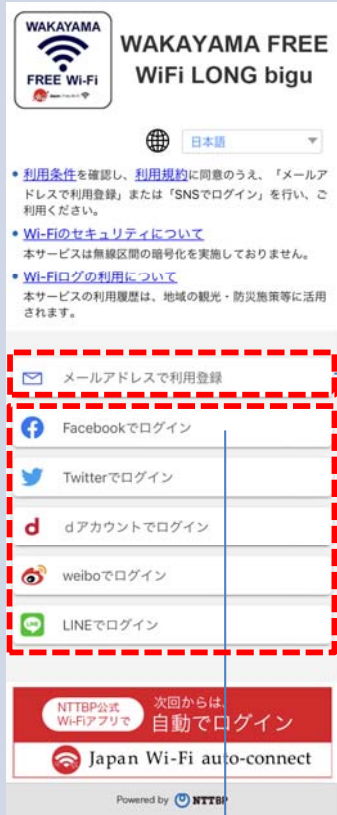 WAKAYAMA
FREE Wi-Fi
WAKAYAMA FREE
WiFi LONG bigu
日本語
利用条件を確認し、利用規約に同意のうえ、「メールア
ドレスで利用登録」または「SNSでログイン」を行い、ご
利用ください。
Wi-Fiのセキュリティについて
本サービスは無線区間の暗号化を実施しておりません。
Wi-Fiログの利用について
本サービスの利用履歴は、地域の観光・防災施策等に活用
されます。
メールアドレスで利用登録
Facebookでログイン
Twitterでログイン
d dアカウントでログイン
weiboでログイン
LINE LINEでログイン
NTTBP公式
Wi-Fiアプリで
次回からは、
自動でログイン
Japan Wi-Fi auto-connect
Powered by NTTBP